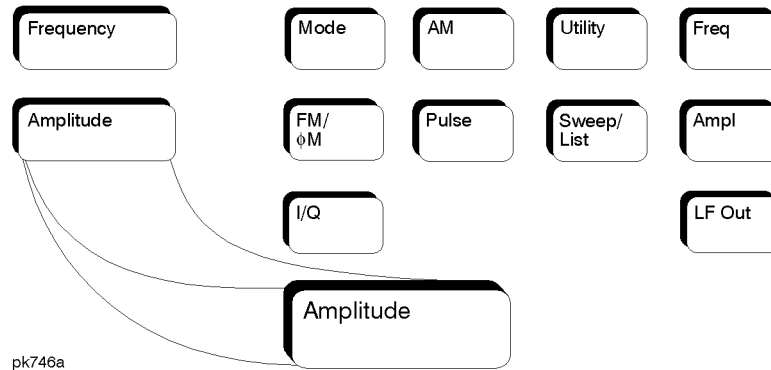 Frequency
Mode
AM
Utility
Freq
Amplitude
FM/
ϕM
Pulse
Sweep/
List
Ampl
I/Q
LF Out
Amplitude
pk746a